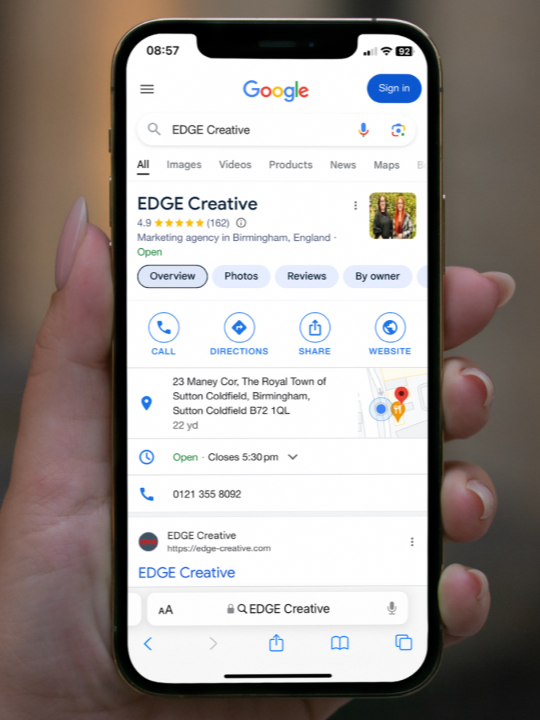 08:57
92
Google
Sign in
EDGE Creative
All Images Videos Products News Maps
EDGE Creative
4.9 (162)
Marketing agency in Birmingham, England ·
Open
Overview Photos Reviews By owner
CALL DIRECTIONS SHARE WEBSITE
23 Maney Cor, The Royal Town of
Sutton Coldfield, Birmingham,
Sutton Coldfield B72 1QL
22 yd
Open · Closes 5:30 pm
0121 355 8092
EDGE Creative
https://edge-creative.com
EDGE Creative
AA EDGE Creative